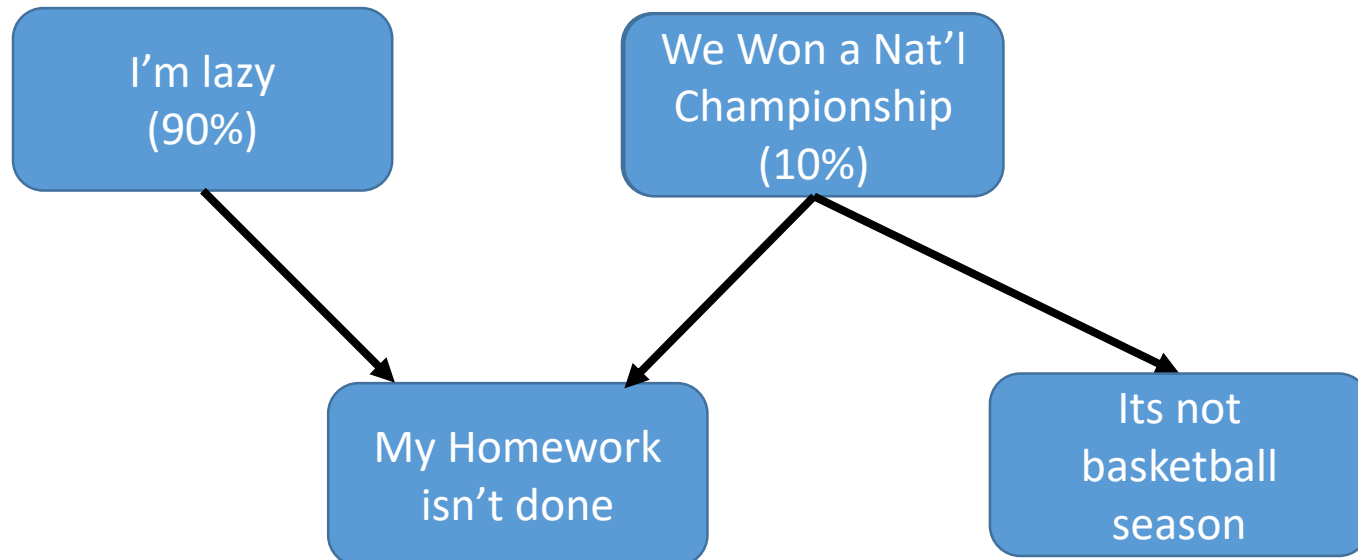 I'm lazy
(90%)
We Won a Nat'l
Championship
(10%)
My Homework
isn't done
Its not
basketball
season